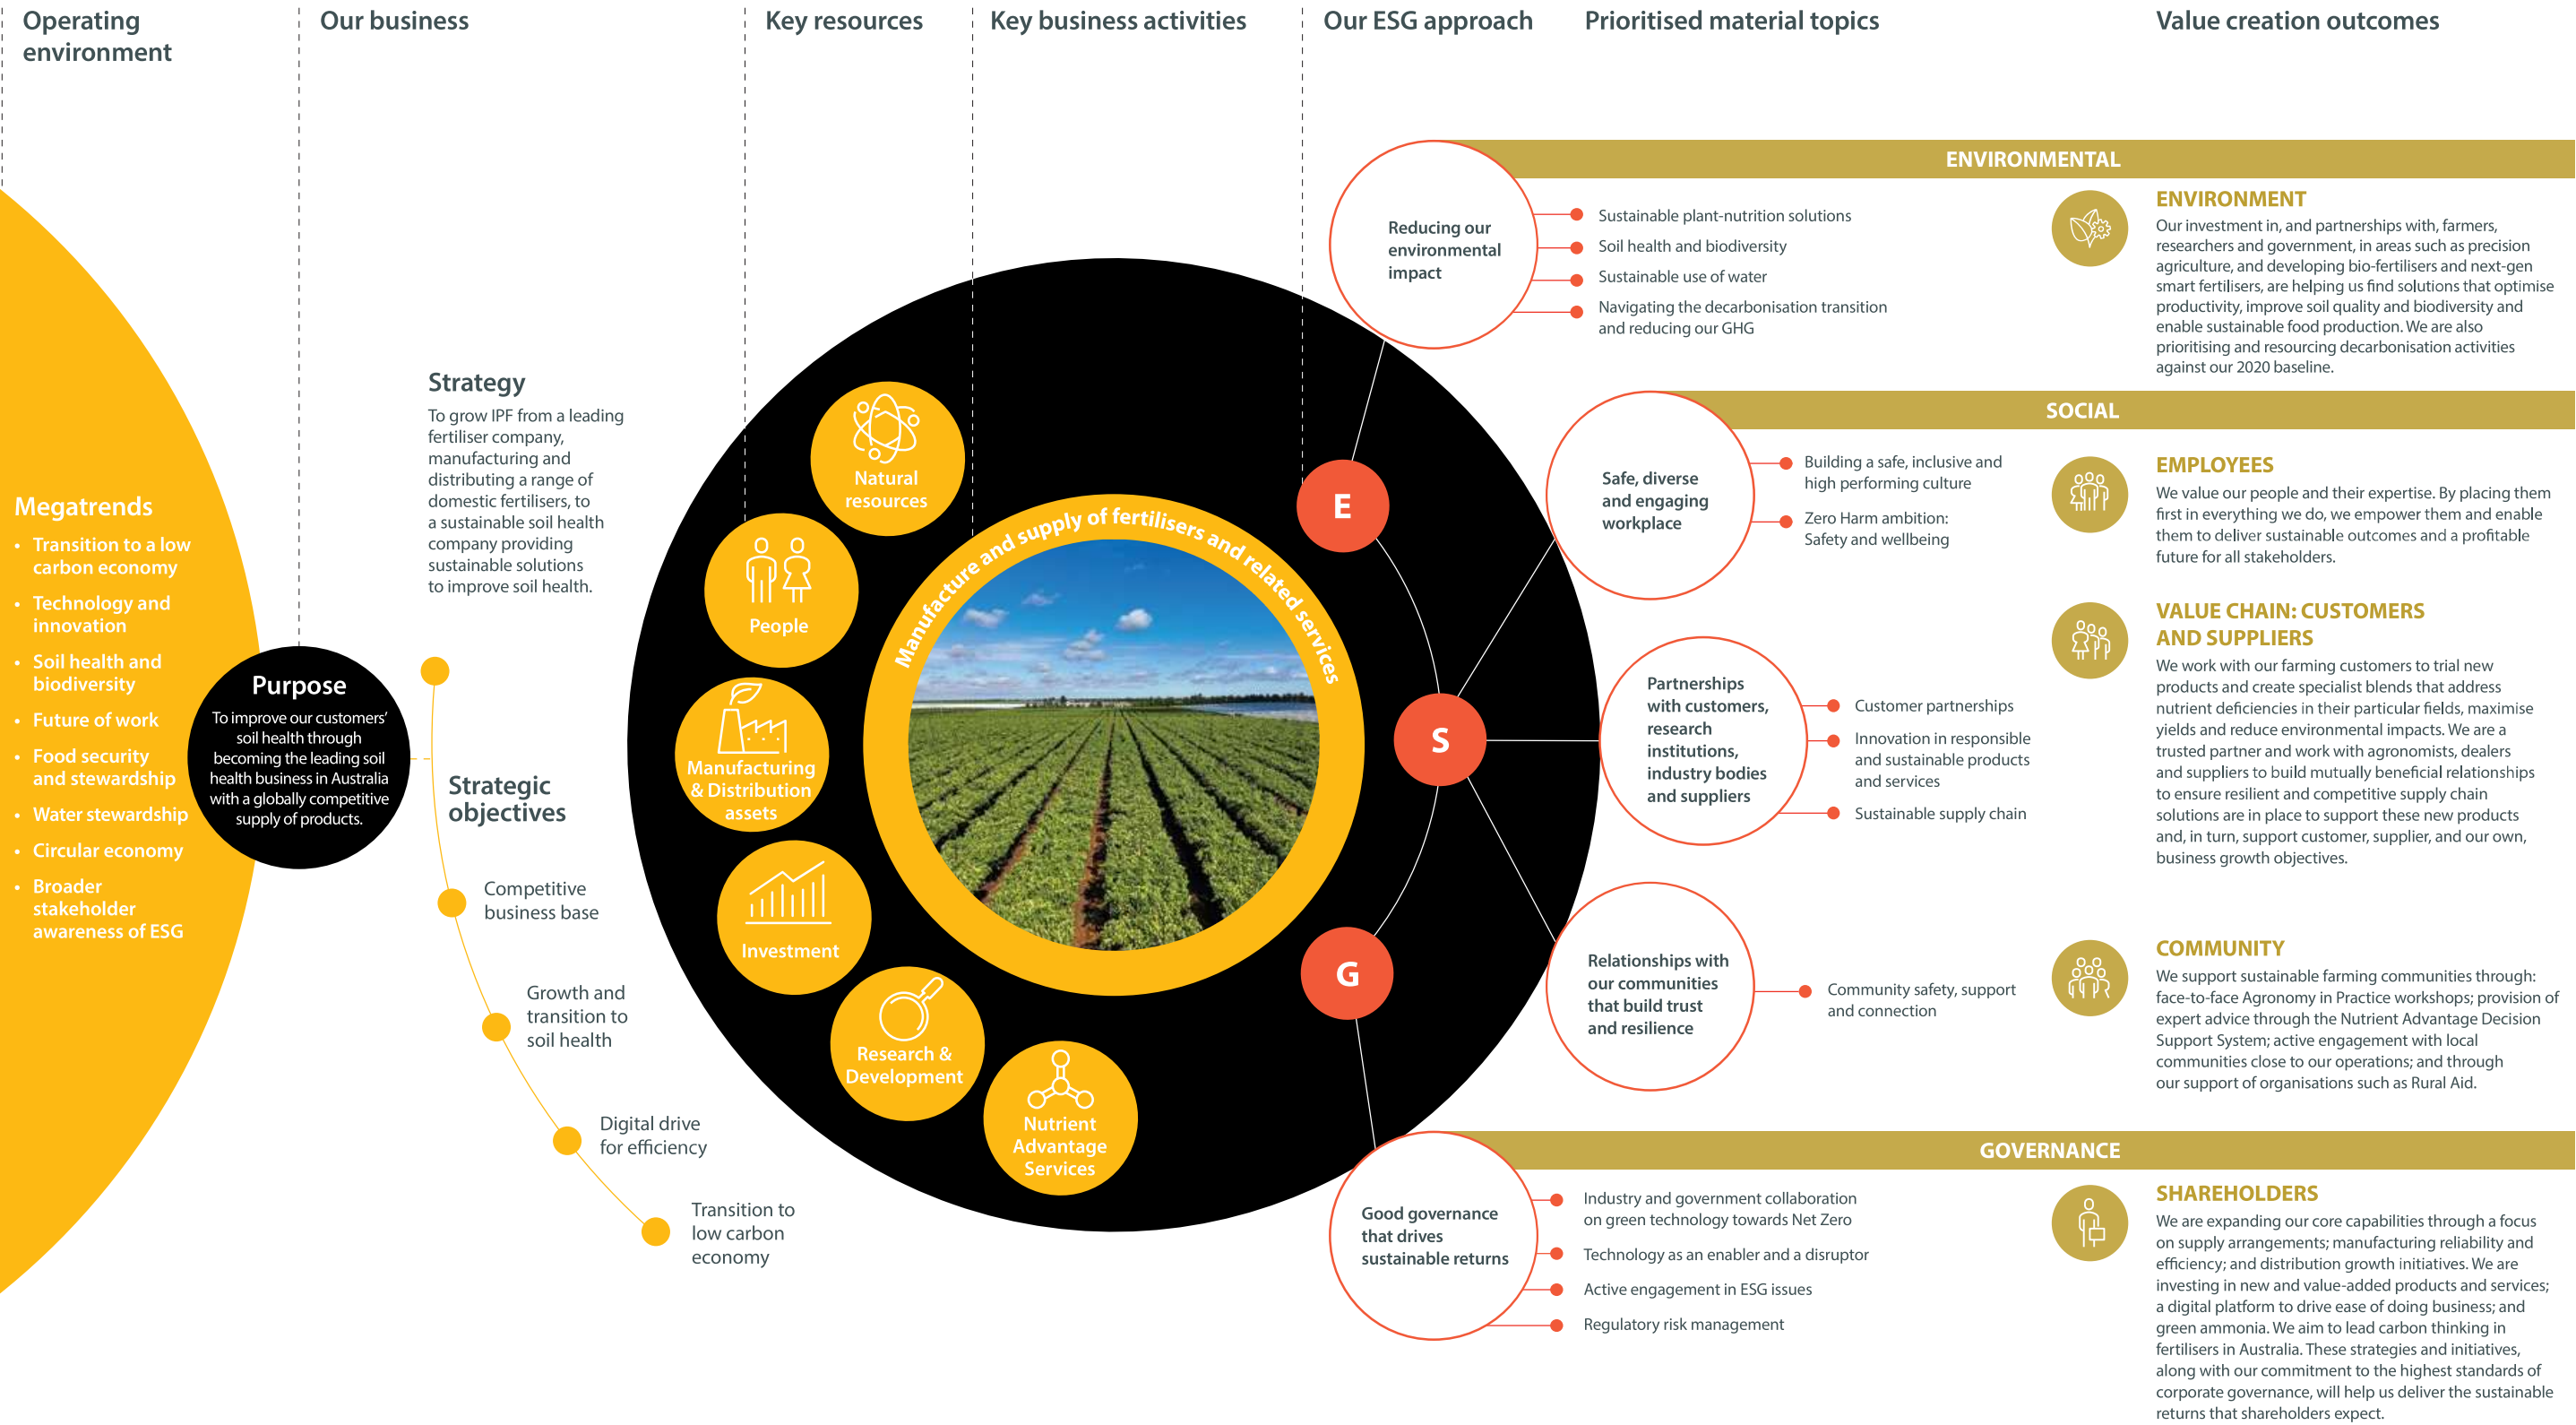 Operating
environment
Our business
Key resources
Key business activities
Our ESG approach
Prioritised material topics
Value creation outcomes
Megatrends
• Transition to a low
carbon economy
• Technology and
innovation
• Soil health and
biodiversity
• Future of work
• Food security
and stewardship
• Water stewardship
• Circular economy
• Broader
stakeholder
awareness of ESG
Purpose
To improve our customers'
soil health through
becoming the leading soil
health business in Australia
with a globally competitive
supply of products.
Strategy
To grow IPF from a leading
fertiliser company,
manufacturing and
distributing a range of
domestic fertilisers, to
a sustainable soil health
company providing
sustainable solutions
to improve soil health.
Strategic
objectives
Competitive
business base
Growth and
transition to
soil health
Digital drive
for efficiency
Transition to
low carbon
economy
Natural
resources
People
Manufacturing
& Distribution
assets
Investment
Research &
Development
Nutrient
Advantage
Services
Manufacture and supply of fertilisers and related services
E
S
G
ENVIRONMENTAL
Reducing our
environmental
impact
Sustainable plant-nutrition solutions
Soil health and biodiversity
Sustainable use of water
Navigating the decarbonisation transition
and reducing our GHG
ENVIRONMENT
Our investment in, and partnerships with, farmers,
researchers and government, in areas such as precision
agriculture, and developing bio-fertilisers and next-gen
smart fertilisers, are helping us find solutions that optimise
productivity, improve soil quality and biodiversity and
enable sustainable food production. We are also
prioritising and resourcing decarbonisation activities
against our 2020 baseline.
SOCIAL
Safe, diverse
and engaging
workplace
Building a safe, inclusive and
high performing culture
Zero Harm ambition:
Safety and wellbeing
EMPLOYEES
We value our people and their expertise. By placing them
first in everything we do, we empower them and enable
them to deliver sustainable outcomes and a profitable
future for all stakeholders.
Partnerships
with customers,
research
institutions,
industry bodies
and suppliers
Customer partnerships
Innovation in responsible
and sustainable products
and services
Sustainable supply chain
VALUE CHAIN: CUSTOMERS
AND SUPPLIERS
We work with our farming customers to trial new
products and create specialist blends that address
nutrient deficiencies in their particular fields, maximise
yields and reduce environmental impacts. We are a
trusted partner and work with agronomists, dealers
and suppliers to build mutually beneficial relationships
to ensure resilient and competitive supply chain
solutions are in place to support these new products
and, in turn, support customer, supplier, and our own,
business growth objectives.
Relationships with
our communities
that build trust
and resilience
Community safety, support
and connection
COMMUNITY
We support sustainable farming communities through:
face-to-face Agronomy in Practice workshops; provision of
expert advice through the Nutrient Advantage Decision
Support System; active engagement with local
communities close to our operations; and through
our support of organisations such as Rural Aid.
GOVERNANCE
Good governance
that drives
sustainable returns
Industry and government collaboration
on green technology towards Net Zero
Technology as an enabler and a disruptor
Active engagement in ESG issues
Regulatory risk management
SHAREHOLDERS
We are expanding our core capabilities through a focus
on supply arrangements; manufacturing reliability and
efficiency; and distribution growth initiatives. We are
investing in new and value-added products and services;
a digital platform to drive ease of doing business; and
green ammonia. We aim to lead carbon thinking in
fertilisers in Australia. These strategies and initiatives,
along with our commitment to the highest standards of
corporate governance, will help us deliver the sustainable
returns that shareholders expect.